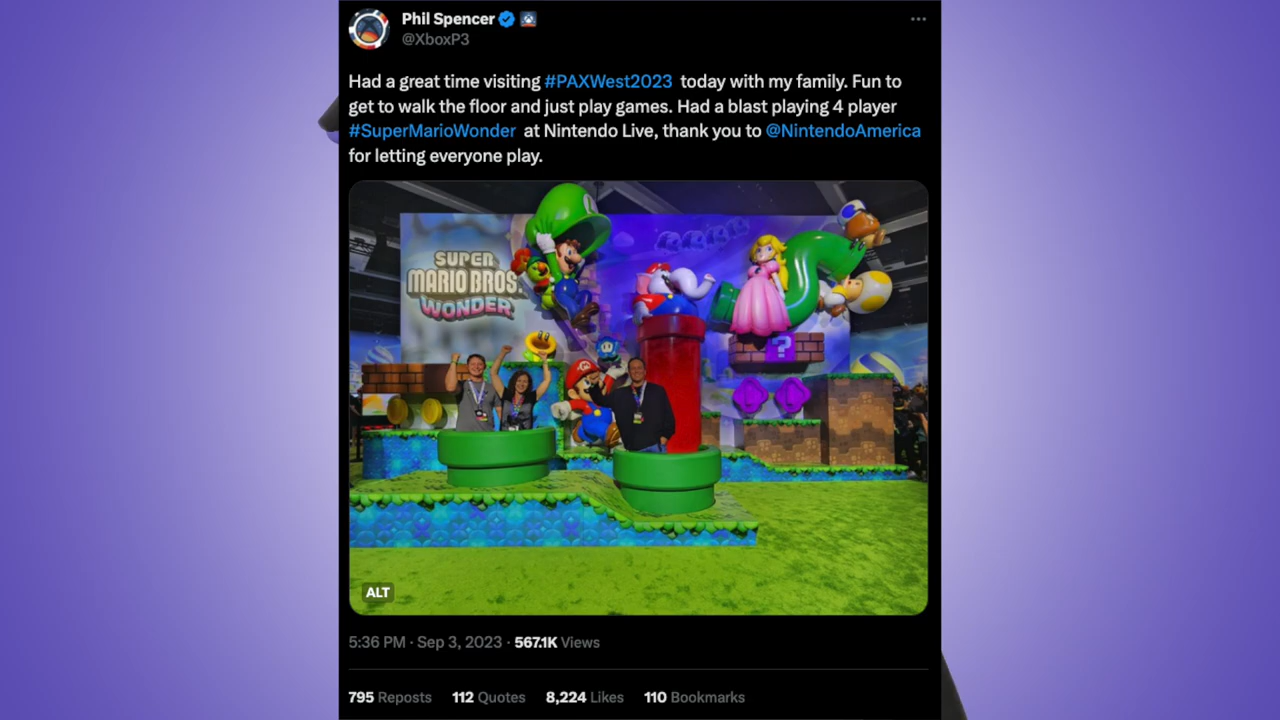 Phil Spencer
@XboxP3
Had a great time visiting #PAXWest2023 today with my family. Fun to
get to walk the floor and just play games. Had a blast playing 4 player
#SuperMarioWonder at Nintendo Live, thank you to @NintendoAmerica
for letting everyone play.
SUPER
MARIO BROS.
WONDER
?
ALT
5:36 PM · Sep 3, 2023 · 567.1K Views
795 Reposts 112 Quotes 8,224 Likes 110 Bookmarks